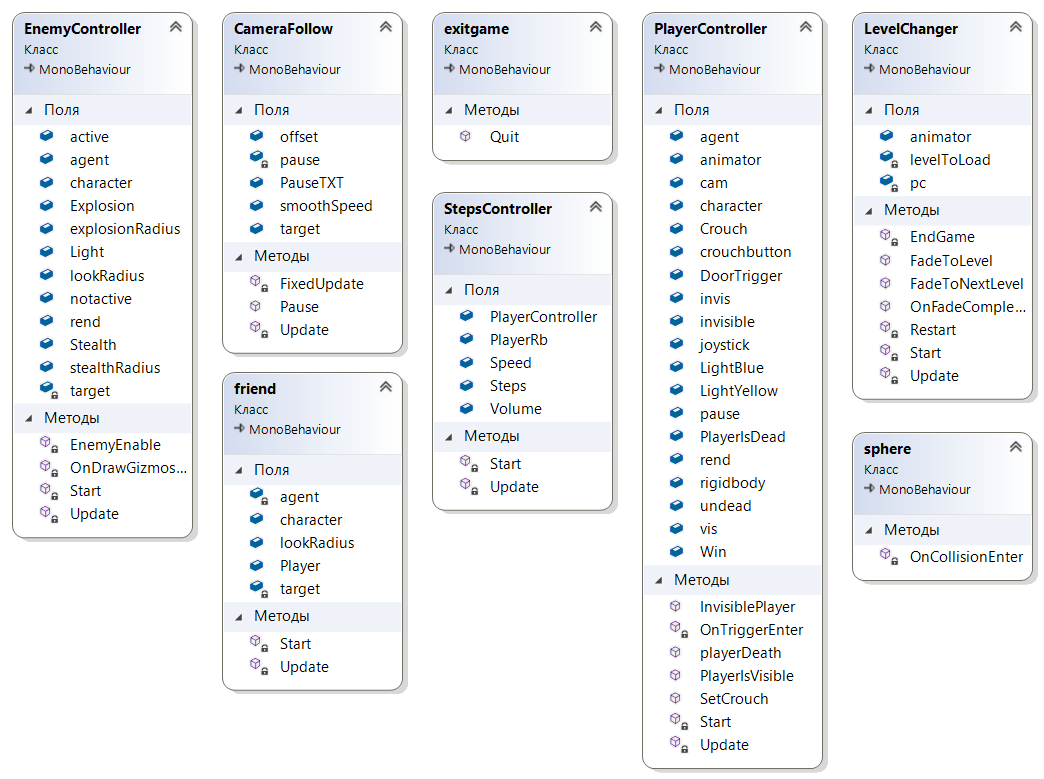 EnemyController
Класс
MonoBehaviour
Поля
active
agent
character
Explosion
explosionRadius
Light
lookRadius
notactive
rend
Stealth
stealthRadius
target
Методы
EnemyEnable
OnDrawGizmos...
Start
Update
CameraFollow
Класс
MonoBehaviour
Поля
offset
pause
PauseTXT
smoothSpeed
target
Методы
FixedUpdate
Pause
Update
friend
Класс
MonoBehaviour
Поля
agent
character
lookRadius
Player
target
Методы
Start
Update
exitgame
Класс
MonoBehaviour
Методы
Quit
StepsController
Класс
MonoBehaviour
Поля
PlayerController
PlayerRb
Speed
Steps
Volume
Методы
Start
Update
PlayerController
Класс
MonoBehaviour
Поля
agent
animator
cam
character
Crouch
crouchbutton
DoorTrigger
invis
invisible
joystick
LightBlue
LightYellow
pause
PlayerIsDead
rend
rigidbody
undead
vis
Win
Методы
InvisiblePlayer
OnTriggerEnter
playerDeath
PlayerIsVisible
SetCrouch
Start
Update
LevelChanger
Класс
MonoBehaviour
Поля
animator
levelToLoad
pc
Методы
EndGame
FadeToLevel
FadeToNextLevel
OnFadeComple...
Restart
Start
Update
sphere
Класс
MonoBehaviour
Методы
OnCollisionEnter